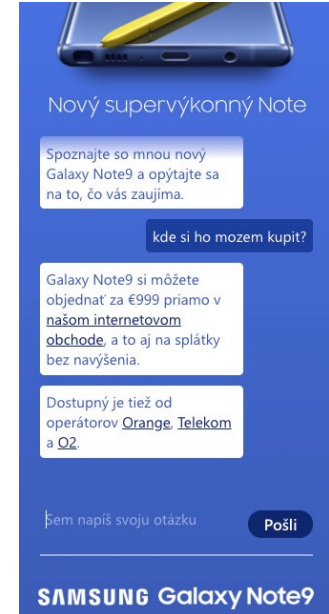 Nový supervýkonný Note
Spoznajte so mnou nový
Galaxy Note9 a opýtajte sa
na to, čo vás zaujíma.
kde si ho mozem kupit?
Galaxy Note9 si môžete
objednať za €999 priamo v
našom internetovom
obchode, a to aj na splátky
bez navýšenia.
Dostupný je tiež od
operátorov Orange, Telekom
a O2.
Sem napíš svoju otázku
Pošli
SAMSUNG Galaxy Note9